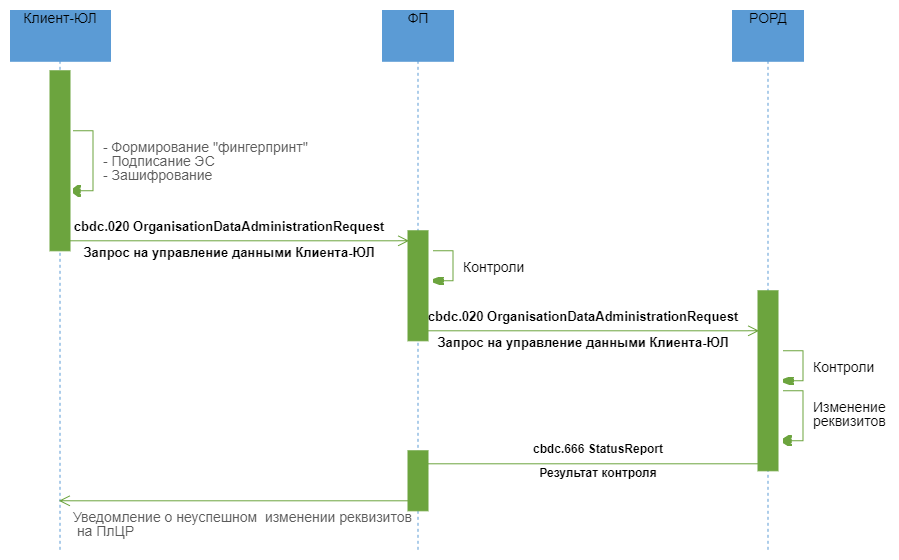 Клиент-ЮЛ
ФП
РОРД
- Формирование "фингерпринт"
- Подписание ЭС
- Зашифрование
cbdc.020 OrganisationDataAdministrationRequest
Запрос на управление данными Клиента-ЮЛ
Контроли
cbdc.020 OrganisationDataAdministrationRequest
Запрос на управление данными Клиента-ЮЛ
Контроли
Изменение
реквизитов
cbdc.666 StatusReport
Результат контроля
Уведомление о неуспешном изменении реквизитов
на ПлЦР